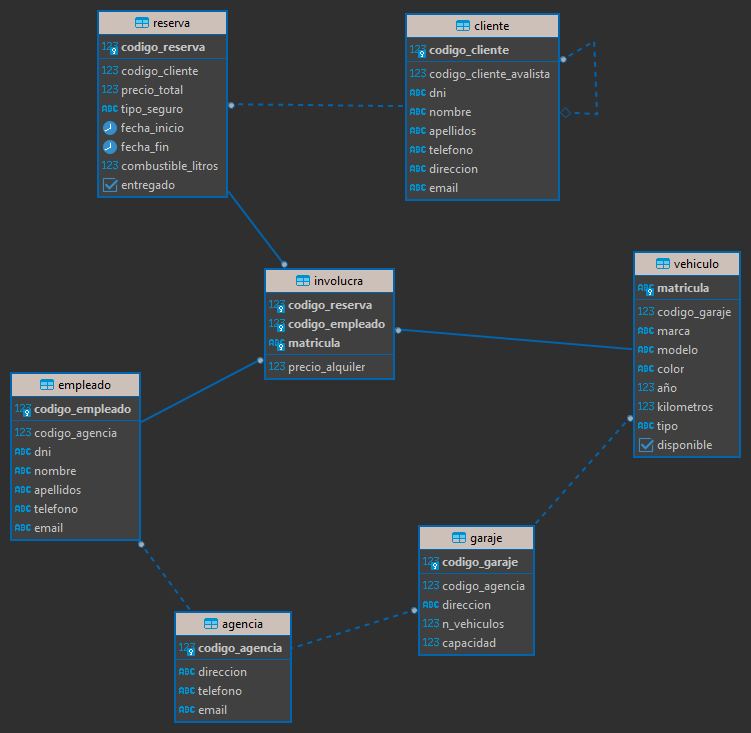 reserva
codigo_reserva
123 codigo_cliente
123 precio_total
ABC tipo_seguro
fecha_inicio
fecha_fin
123 combustible_litros
entregado
cliente
123 codigo_cliente
123 codigo_cliente_avalista
ABC dni
ABC nombre
ABC apellidos
ABC telefono
ABC direccion
ABC email
involucra
123 codigo_reserva
123 codigo_empleado
ABC matricula
123 precio_alquiler
vehiculo
ABC matricula
123 codigo_garaje
ABC marca
ABC modelo
ABC color
123 año
123 kilometros
ABC tipo
disponible
empleado
123 codigo_empleado
123 codigo_agencia
ABC dni
ABC nombre
ABC apellidos
ABC telefono
ABC email
garaje
123 codigo_garaje
123 codigo_agencia
ABC direccion
123 n_vehiculos
123 capacidad
agencia
123 codigo_agencia
ABC direccion
ABC telefono
ABC email